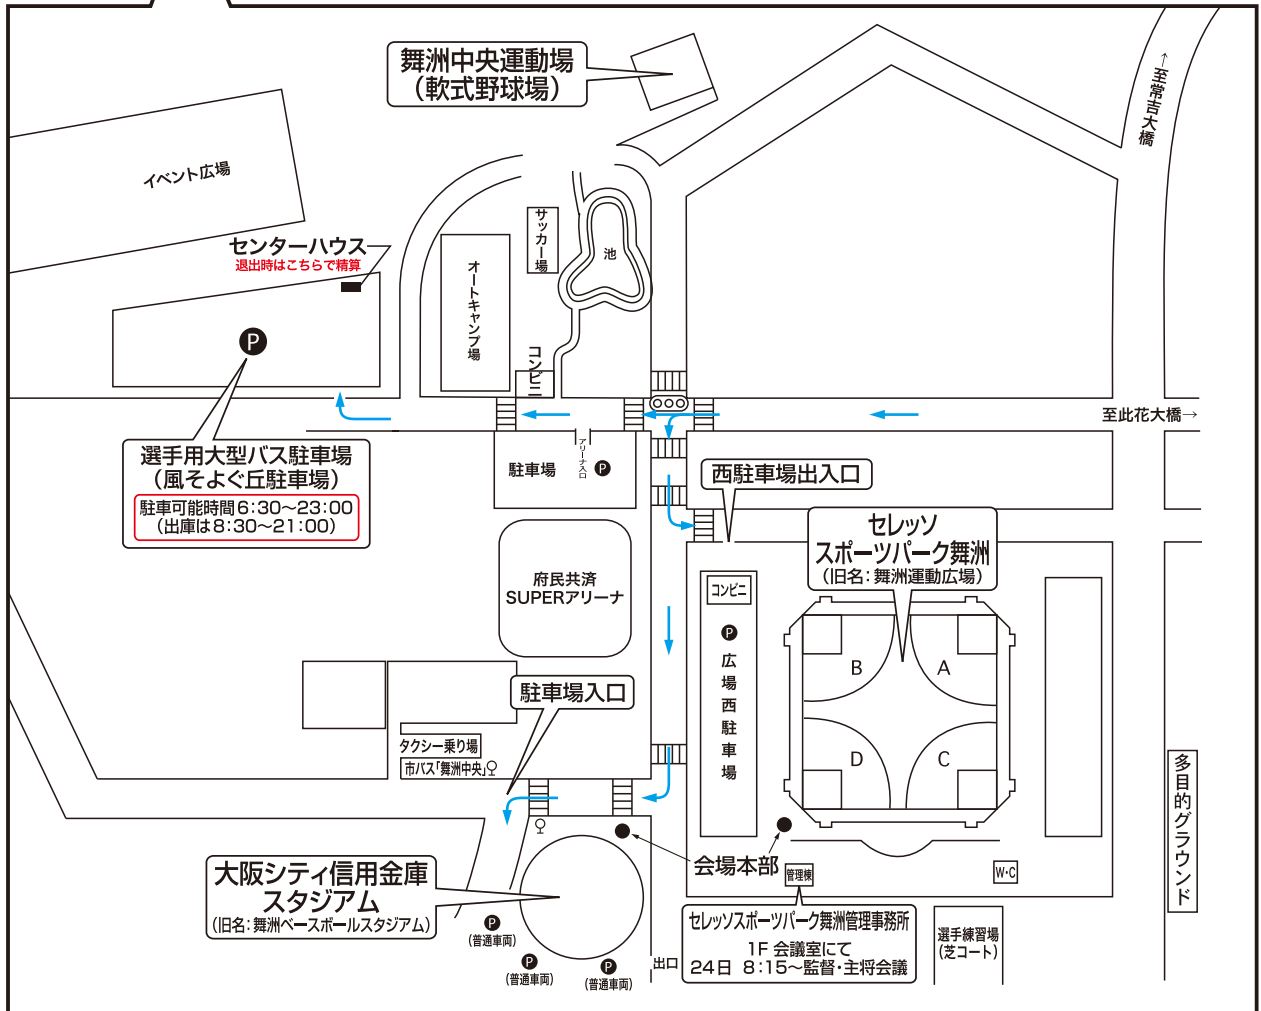 舞洲中央運動場
（軟式野球場）
←至常吉大橋
イベント広場
センターハウス
退出時はこちらで精算
サッカー場
池
オートキャンプ場
コンビニ
P
至此花大橋→
選手用大型バス駐車場
（風そよぐ丘駐車場）
駐車可能時間6:30〜23:00
（出庫は8:30〜21:00）
駐車場
アリーナ入口
P
西駐車場出入口
セレッソ
スポーツパーク舞洲
（旧名：舞洲運動広場）
府民共済
SUPERアリーナ
コンビニ
P
広場西駐車場
B
A
D
C
駐車場入口
タクシー乗り場
市バス「舞洲中央」
多目的グラウンド
会場本部
管理棟
W・C
大阪シティ信用金庫
スタジアム
（旧名：舞洲ベースボールスタジアム）
P
（普通車両）
P
（普通車両）
P
（普通車両）
出口
セレッソスポーツパーク舞洲管理事務所
1F 会議室にて
24日 8:15〜監督・主将会議
選手練習場
（芝コート）